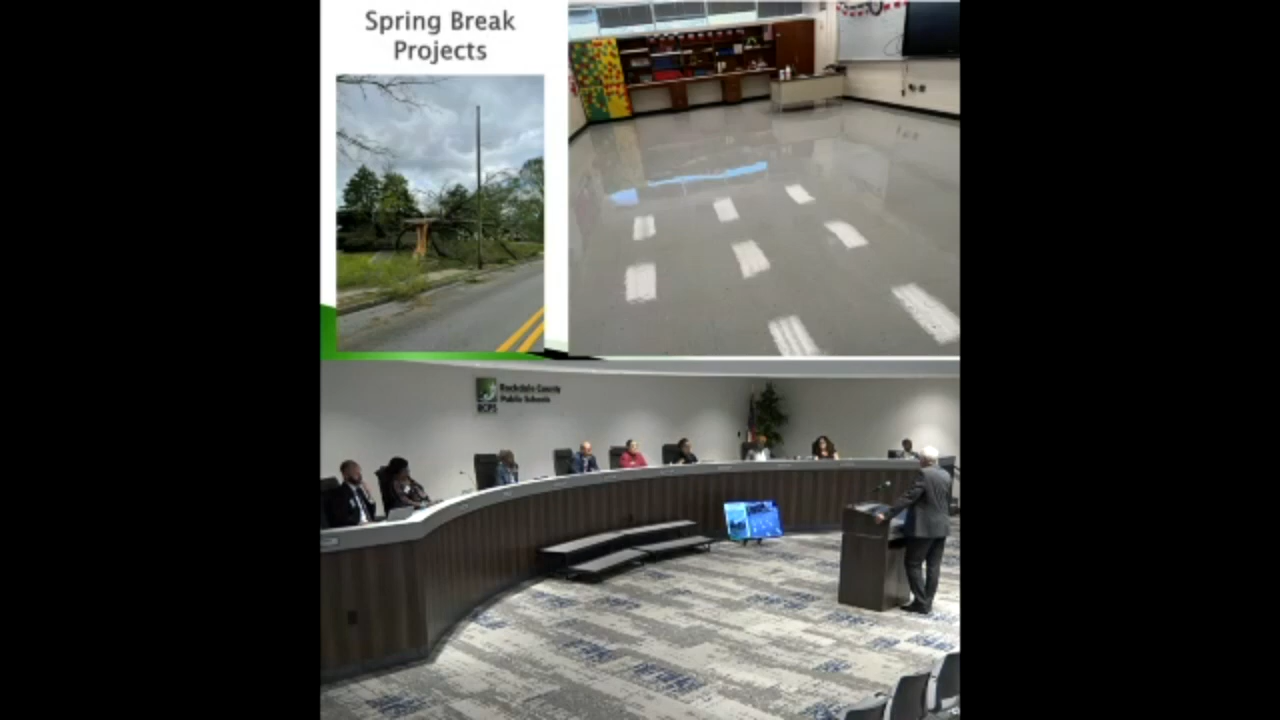 Spring Break
Projects
Rockdale County
Public Schools
RCPS